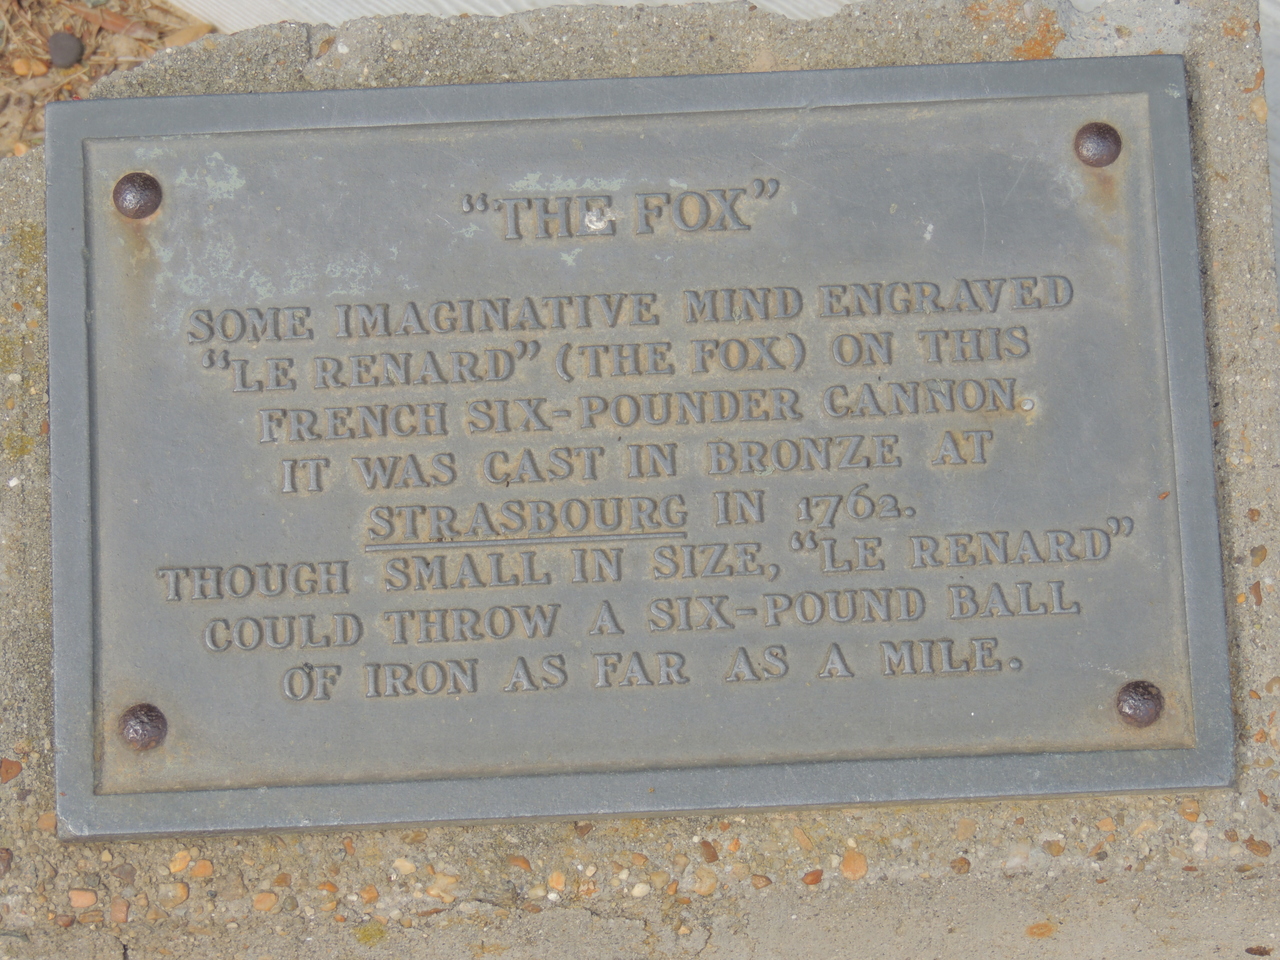 “THE FOX”
SOME IMAGINATIVE MIND ENGRAVED
“LE RENARD” (THE FOX) ON THIS
FRENCH SIX-POUNDER CANNON.
IT WAS CAST IN BRONZE AT
STRASBOURG IN 1762.
THOUGH SMALL IN SIZE, “LE RENARD”
COULD THROW A SIX-POUND BALL
OF IRON AS FAR AS A MILE.